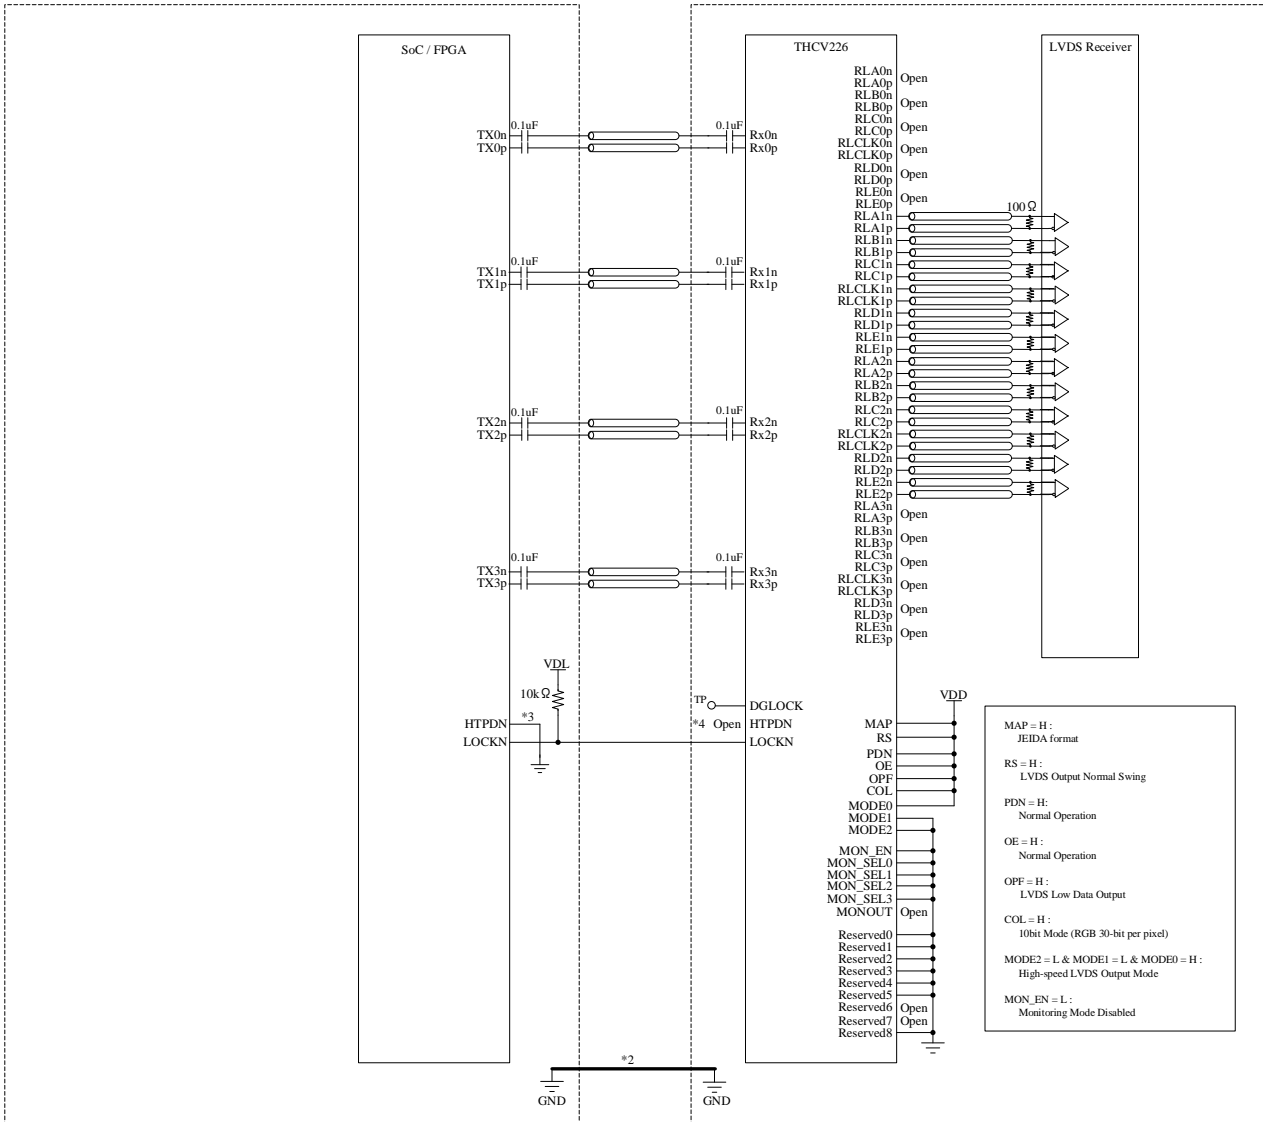 SoC / FPGA
THCV226
LVDS Receiver
TX0n
TX0p
0.1uF
0.1uF
Rx0n
Rx0p
TX1n
TX1p
0.1uF
0.1uF
Rx1n
Rx1p
TX2n
TX2p
0.1uF
0.1uF
Rx2n
Rx2p
TX3n
TX3p
0.1uF
0.1uF
Rx3n
Rx3p
VDL
10kΩ
*3
HTPDN
LOCKN
TP
DGLOCK
*4 Open HTPDN
LOCKN
RLA0n
RLA0p
Open
RLB0n
RLB0p
Open
RLC0n
RLC0p
Open
RLCLK0n
RLCLK0p
Open
RLD0n
RLD0p
Open
RLE0n
RLE0p
Open
100Ω
RLA1n
RLA1p
RLB1n
RLB1p
RLC1n
RLC1p
RLCLK1n
RLCLK1p
RLD1n
RLD1p
RLE1n
RLE1p
RLA2n
RLA2p
RLB2n
RLB2p
RLC2n
RLC2p
RLCLK2n
RLCLK2p
RLD2n
RLD2p
RLE2n
RLE2p
RLA3n
RLA3p
Open
RLB3n
RLB3p
Open
RLC3n
RLC3p
Open
RLCLK3n
RLCLK3p
Open
RLD3n
RLD3p
Open
RLE3n
RLE3p
Open
VDD
MAP
RS
PDN
OE
OPF
COL
MODE0
MODE1
MODE2
MON_EN
MON_SEL0
MON_SEL1
MON_SEL2
MON_SEL3
MONOUT Open
Reserved0
Reserved1
Reserved2
Reserved3
Reserved4
Reserved5
Reserved6 Open
Reserved7 Open
Reserved8
MAP = H :
JEIDA format
RS = H :
LVDS Output Normal Swing
PDN = H:
Normal Operation
OE = H :
Normal Operation
OPF = H :
LVDS Low Data Output
COL = H :
10bit Mode (RGB 30-bit per pixel)
MODE2 = L & MODE1 = L & MODE0 = H :
High-speed LVDS Output Mode
MON_EN = L :
Monitoring Mode Disabled
*2
GND
GND